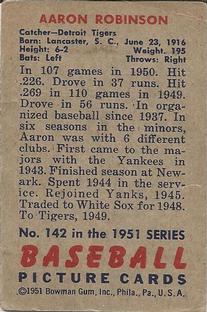 AARON ROBINSON
Catcher—Detroit Tigers
Born: Lancaster, S. C., June 23, 1916
Height: 6-2 Weight: 195
Bats: Left Throws: Right
In 107 games in 1950. Hit
.226. Drove in 37 runs. Hit
.269 in 110 games in 1949.
Drove in 56 runs. In or-
ganized baseball since 1937. In
six seasons in the minors,
Aaron was with 6 different
clubs. First came to the ma-
jors with the Yankees in
1943. Finished season at New-
ark. Spent 1944 in the serv-
ice. Rejoined Yanks, 1945.
Traded to White Sox for 1948.
To Tigers, 1949.
No. 142 in the 1951 SERIES
BASEBALL
PICTURE CARDS
©1951 Bowman Gum, Inc., Phila., Pa., U. S. A.